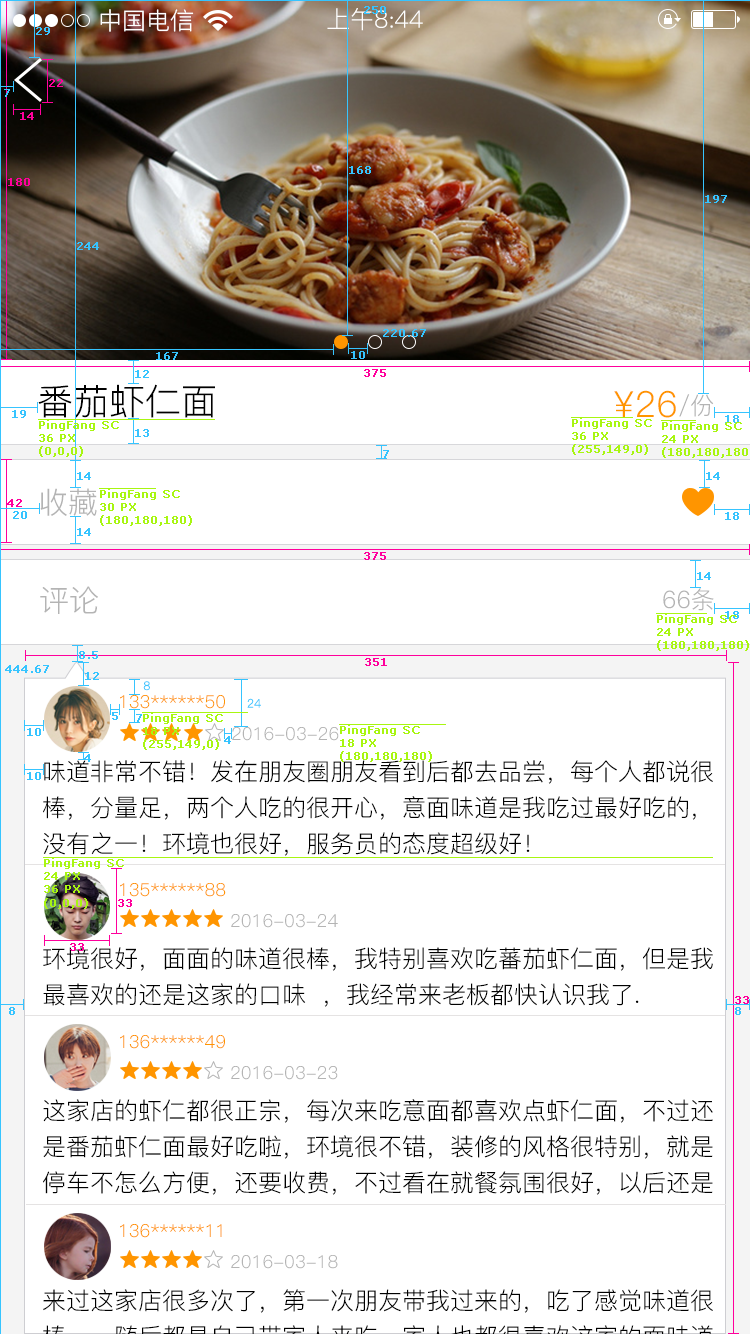 中国电信 上午8:44
250
29
22
7
14
180
168
197
244
220.67
167
10
375
12
番茄虾仁面 ¥26/份
19
18
PingFang SC
36 PX
(0,0,0)
PingFang SC
36 PX
(255,149,0)
PingFang SC
24 PX
(180,180,180)
13
7
14
14
42
收藏
PingFang SC
30 PX
(180,180,180)
20
18
14
375
14
评论 66条
18
PingFang SC
24 PX
(180,180,180)
8.5
351
444.67
12
133******50
8
24
5
7
PingFang SC
(255,149,0)
10
4
2016-03-26
PingFang SC
18 PX
(180,180,180)
4
10
味道非常不错！发在朋友圈朋友看到后都去品尝，每个人都说很
棒，分量足，两个人吃的很开心，意面味道是我吃过最好吃的，
没有之一！环境也很好，服务员的态度超级好！
PingFang SC
24 PX
36 PX
(0,0,0)
135******88
33
2016-03-24
33
环境很好，面面的味道很棒，我特别喜欢吃蕃茄虾仁面，但是我
最喜欢的还是这家的口味 ，我经常来老板都快认识我了.
8
33
8
136******49
2016-03-23
这家店的虾仁都很正宗，每次来吃意面都喜欢点虾仁面，不过还
是番茄虾仁面最好吃啦，环境很不错，装修的风格很特别，就是
停车不怎么方便，还要收费，不过看在就餐氛围很好，以后还是
136******11
2016-03-18
来过这家店很多次了，第一次朋友带我过来的，吃了感觉味道很